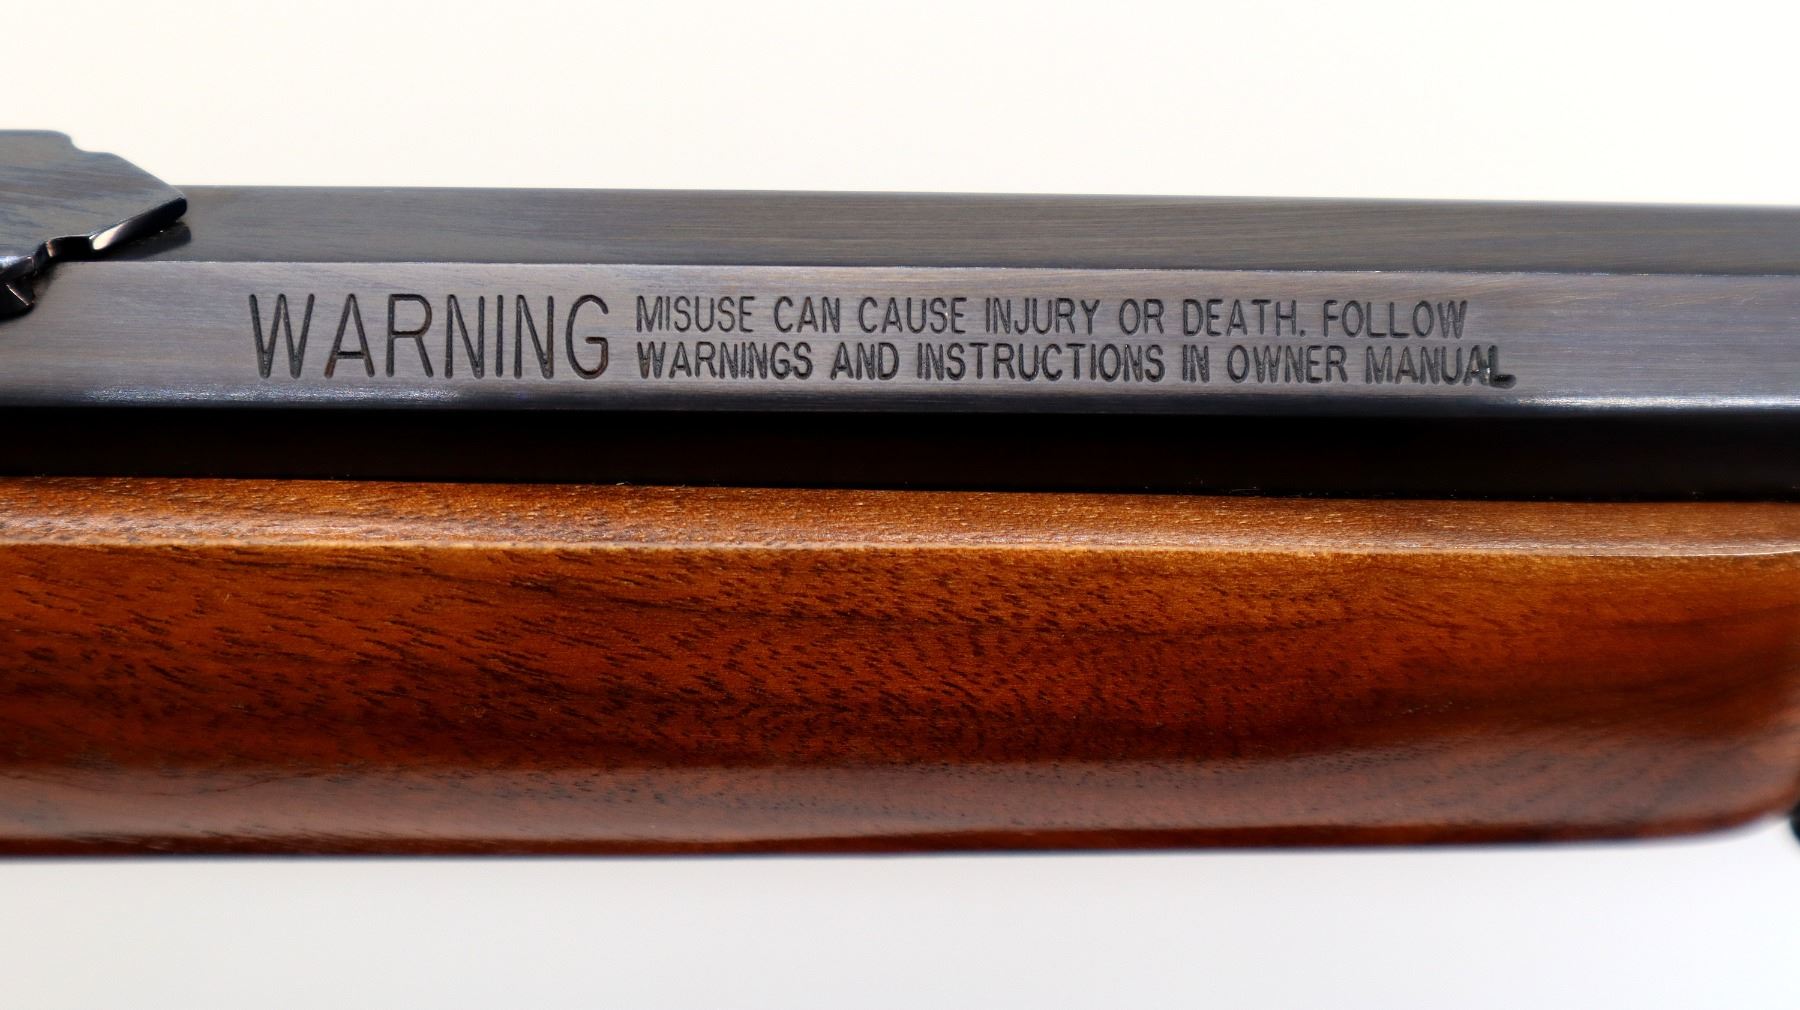 WARNING MISUSE CAN CAUSE INJURY OR DEATH. FOLLOW
WARNINGS AND INSTRUCTIONS IN OWNER MANUAL